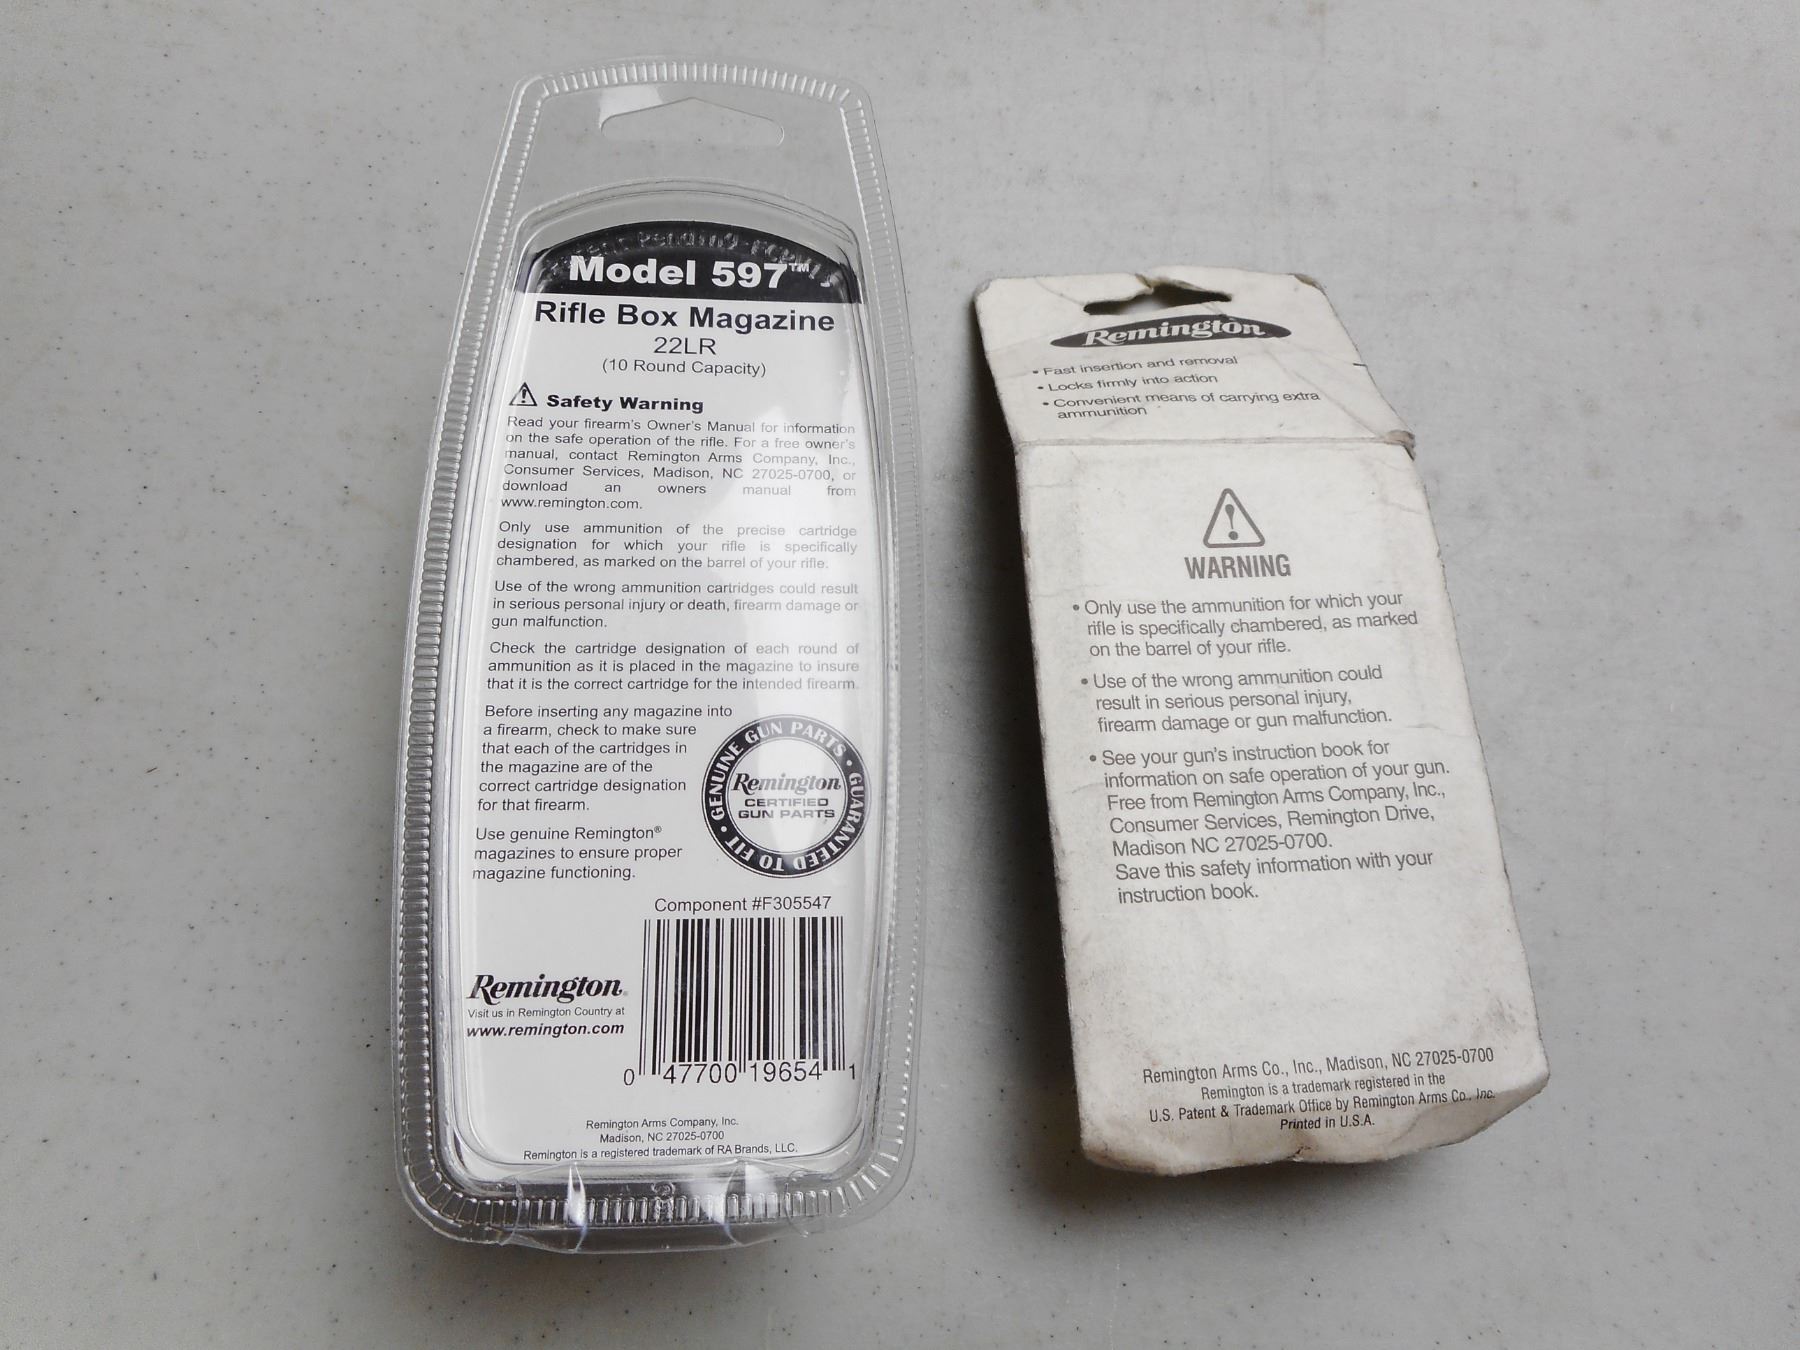 Model 597™
Rifle Box Magazine
22LR
(10 Round Capacity)
Safety Warning
Read your firearm's Owner's Manual for information
on the safe operation of the rifle. For a free owner's
manual, contact Remington Arms Company, Inc.,
Consumer Services, Madison, NC 27025-0700, or
download an owners manual from
www.remington.com.
Only use ammunition of the precise cartridge
designation for which your rifle is specifically
chambered, as marked on the barrel of your rifle.
Use of the wrong ammunition cartridges could result
in serious personal injury or death, firearm damage or
gun malfunction.
Check the cartridge designation of each round of
ammunition as it is placed in the magazine to insure
that it is the correct cartridge for the intended firearm.
Before inserting any magazine into
a firearm, check to make sure
that each of the cartridges in
the magazine are of the
correct cartridge designation
for that firearm.
Use genuine Remington®
magazines to ensure proper
magazine functioning.
GENUINE GUN PARTS • GUARANTEED TO FIT •
Remington
CERTIFIED
GUN PARTS
Component #F305547
Remington®
Visit us in Remington Country at
www.remington.com
0 47700 19654 1
Remington Arms Company, Inc.
Madison, NC 27025-0700
Remington is a registered trademark of RA Brands, LLC.
Remington
• Fast insertion and removal
• Locks firmly into action
• Convenient means of carrying extra
ammunition
WARNING
• Only use the ammunition for which your
rifle is specifically chambered, as marked
on the barrel of your rifle.
• Use of the wrong ammunition could
result in serious personal injury,
firearm damage or gun malfunction.
• See your gun's instruction book for
information on safe operation of your gun.
Free from Remington Arms Company, Inc.,
Consumer Services, Remington Drive,
Madison NC 27025-0700.
Save this safety information with your
instruction book.
Remington Arms Co., Inc., Madison, NC 27025-0700
Remington is a trademark registered in the
U.S. Patent & Trademark Office by Remington Arms Co., Inc.
Printed in U.S.A.